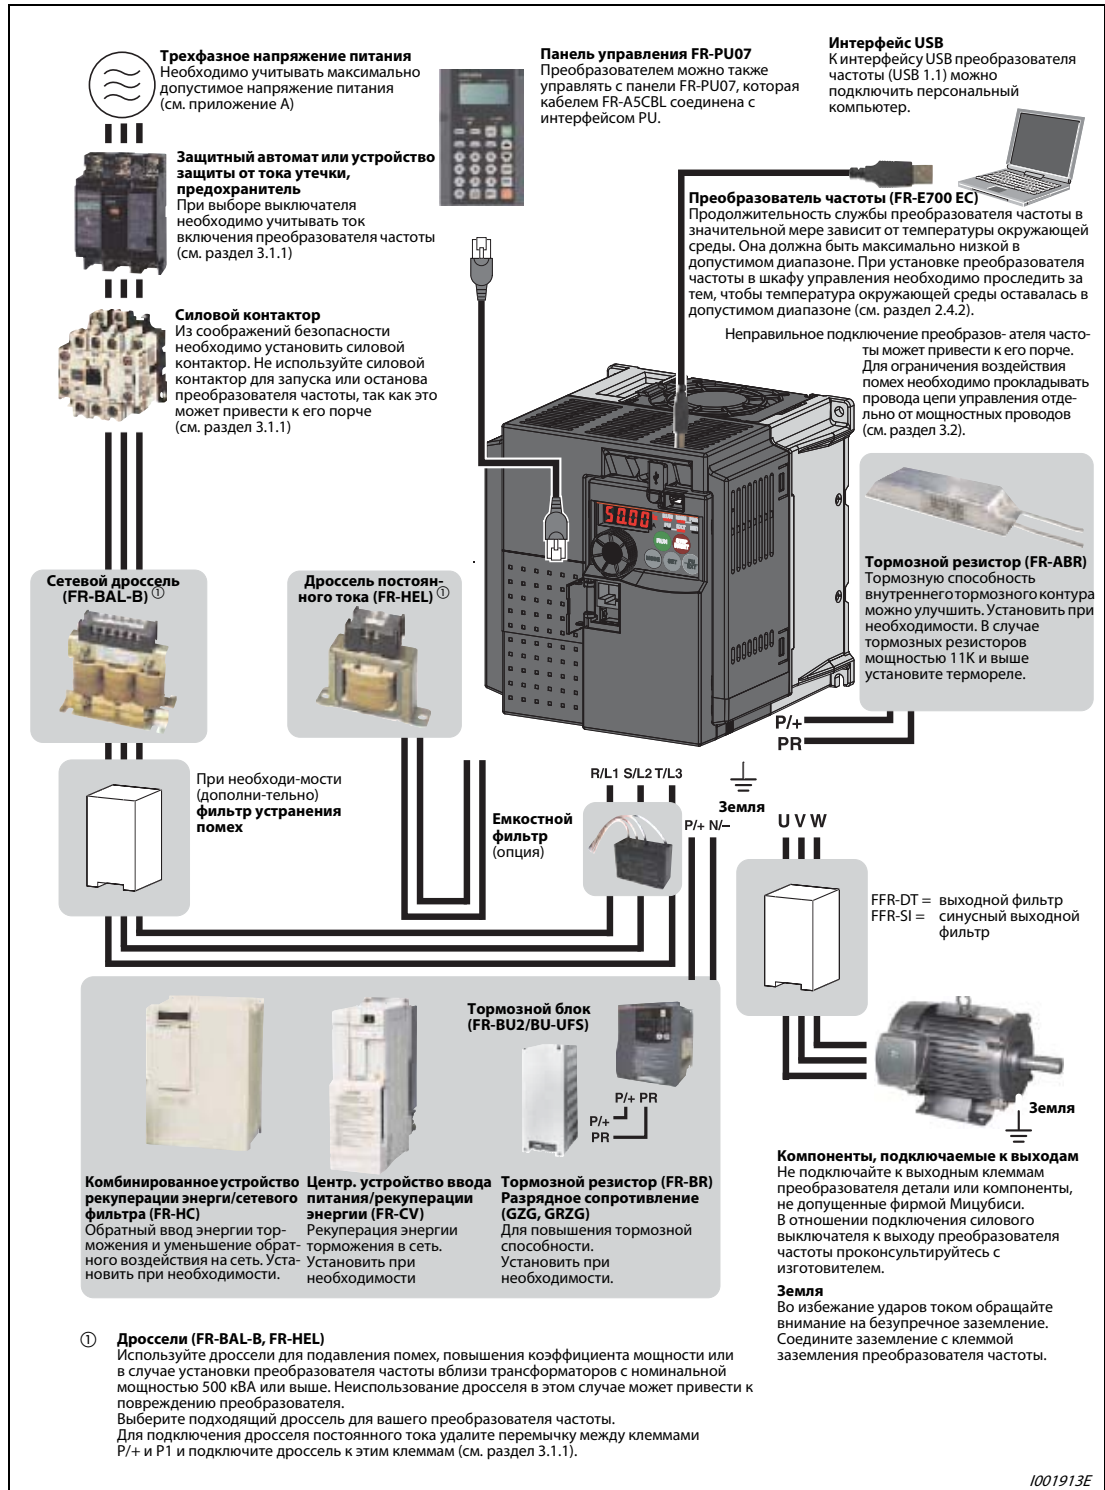 Трехфазное напряжение питания
Необходимо учитывать максимально
допустимое напряжение питания
(см. приложение A)
Панель управления FR-PU07
Преобразователем можно также
управлять с панели FR-PU07, которая
кабелем FR-A5CBL соединена с
интерфейсом PU.
Интерфейс USB
К интерфейсу USB преобразователя
частоты (USB 1.1) можно
подключить персональный
компьютер.
Защитный автомат или устройство
защиты от тока утечки,
предохранитель
При выборе выключателя
необходимо учитывать ток
включения преобразователя частоты
(см. раздел 3.1.1)
Преобразователь частоты (FR-E700 EC)
Продолжительность службы преобразователя частоты в
значительной мере зависит от температуры окружающей
среды. Она должна быть максимально низкой в
допустимом диапазоне. При установке преобразователя
частоты в шкафу управления необходимо проследить за
тем, чтобы температура окружающей среды оставалась в
допустимом диапазоне (см. раздел 2.4.2).
Силовой контактор
Из соображений безопасности
необходимо установить силовой
контактор. Не используйте силовой
контактор для запуска или останова
преобразователя частоты, так как это
может привести к его порче
(см. раздел 3.1.1)
Неправильное подключение преобразов- ателя часто-
ты может привести к его порче.
Для ограничения воздействия
помех необходимо прокладывать
провода цепи управления отде-
льно от мощностных проводов
(см. раздел 3.2).
50.00
RUN
Тормозной резистор (FR-ABR)
Тормозную способность
внутреннего тормозного контура
можно улучшить. Установить при
необходимости. В случае
тормозных резисторов
мощностью 11K и выше
установите термореле.
Сетевой дроссель
(FR-BAL-B) ①
Дроссель постоян-
ного тока (FR-HEL) ①
P/+
PR
При необходи-мости
(дополни-тельно)
фильтр устранения
помех
Емкостной
фильтр
(опция)
R/L1 S/L2 T/L3
Земля
P/+ N/–
U V W
FFR-DT = выходной фильтр
FFR-SI = синусный выходной
фильтр
Тормозной блок
(FR-BU2/BU-UFS)
P/+ PR
P/+
PR
Земля
Комбинированное устройство
рекуперации энерги/сетевого
фильтра (FR-HC)
Обратный ввод энергии тор-
можения и уменьшение обрат-
ного воздействия на сеть. Уста-
новить при необходимости.
Центр. устройство ввода
питания/рекуперации
энергии (FR-CV)
Рекуперация энергии
торможения в сеть.
Установить при
необходимости
Тормозной резистор (FR-BR)
Разрядное сопротивление
(GZG, GRZG)
Для повышения тормозной
способности.
Установить при
необходимости.
Компоненты, подключаемые к выходам
Не подключайте к выходным клеммам
преобразователя детали или компоненты,
не допущенные фирмой Мицубиси.
В отношении подключения силового
выключателя к выходу преобразователя
частоты проконсультируйтесь с
изготовителем.
Земля
Во избежание ударов током обращайте
внимание на безупречное заземление.
Соедините заземление с клеммой
заземления преобразователя частоты.
① Дроссели (FR-BAL-B, FR-HEL)
Используйте дроссели для подавления помех, повышения коэффициента мощности или
в случае установки преобразователя частоты вблизи трансформаторов с номинальной
мощностью 500 кВА или выше. Неиспользование дросселя в этом случае может привести к
повреждению преобразователя.
Выберите подходящий дроссель для вашего преобразователя частоты.
Для подключения дросселя постоянного тока удалите перемычку между клеммами
P/+ и P1 и подключите дроссель к этим клеммам (см. раздел 3.1.1).
I001913E